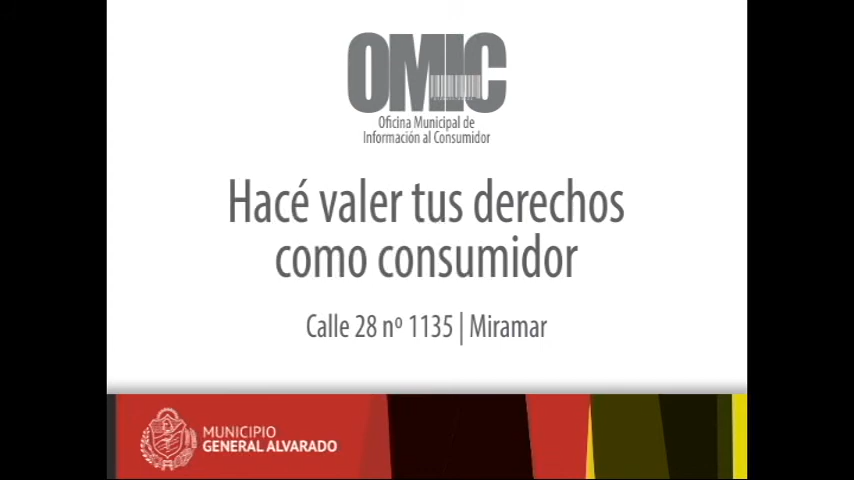 OMIC
Oficina Municipal de
Información al Consumidor
Hacé valer tus derechos
como consumidor
Calle 28 nº 1135 | Miramar
MUNICIPIO
GENERAL ALVARADO